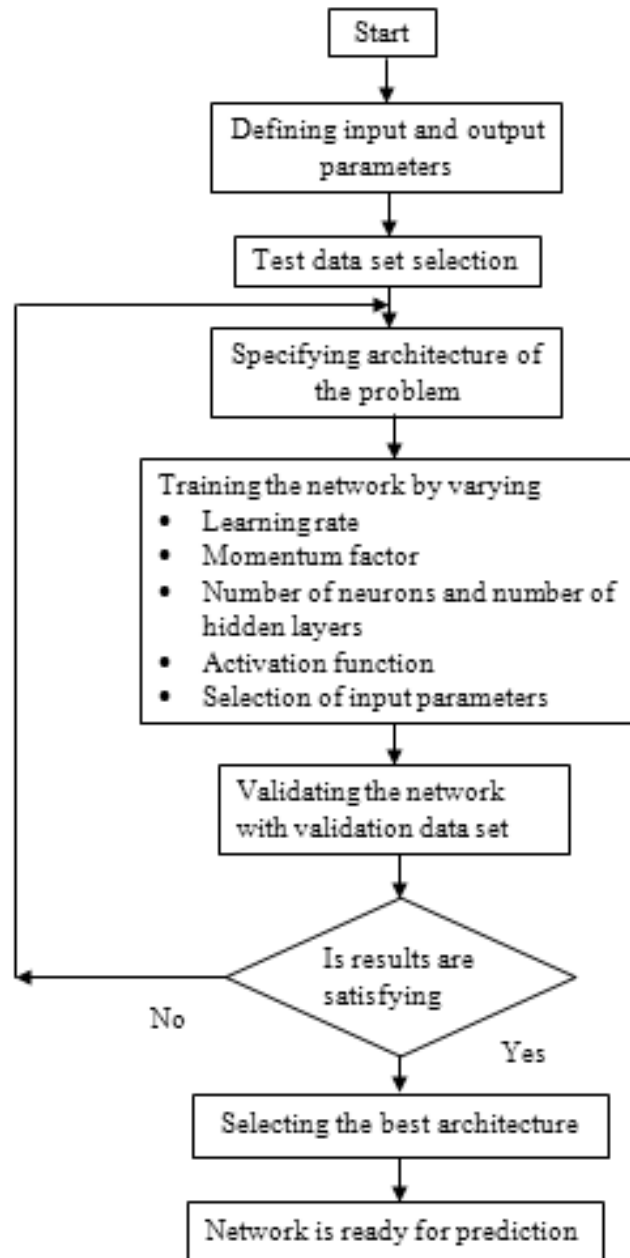 Start
Defining input and output
parameters
Test data set selection
Specifying architecture of
the problem
Training the network by varying
• Learning rate
• Momentum factor
• Number of neurons and number of
hidden layers
• Activation function
• Selection of input parameters
Validating the network
with validation data set
Is results are
satisfying
No
Yes
Selecting the best architecture
Network is ready for prediction